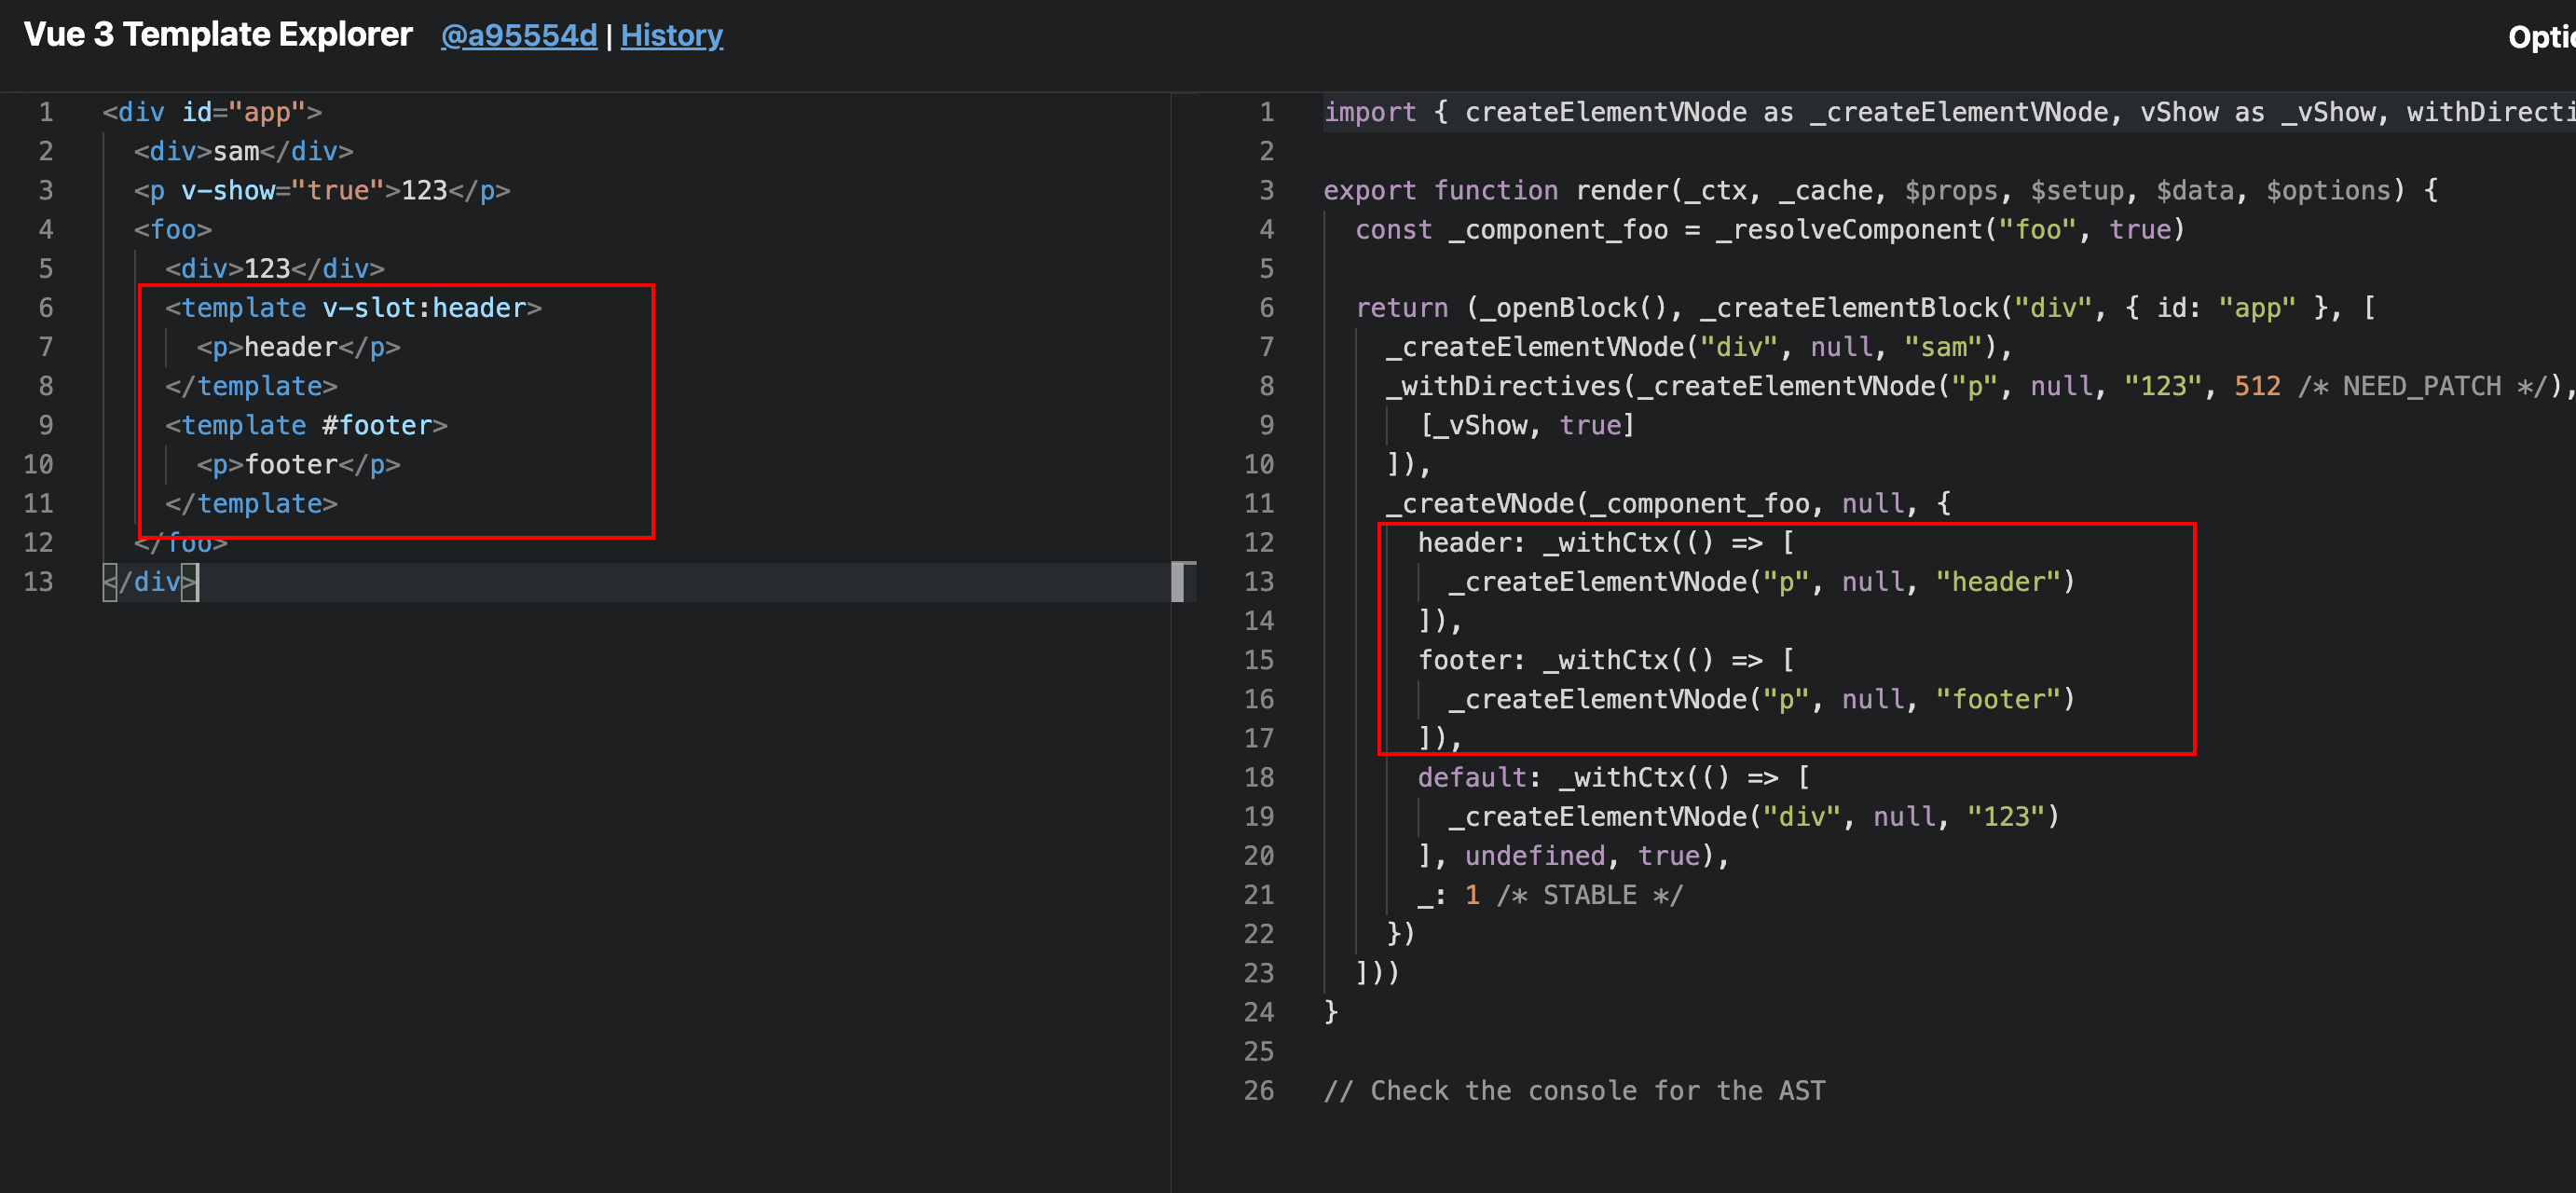 Vue 3 Template Explorer @a95554d | History
Optio
1 <div id="app">
2 <div>sam</div>
3 <p v-show="true">123</p>
4 <foo>
5 <div>123</div>
6 <template v-slot:header>
7 <p>header</p>
8 </template>
9 <template #footer>
10 <p>footer</p>
11 </template>
12 </foo>
13 </div>
1 import { createElementVNode as _createElementVNode, vShow as _vShow, withDirecti
2
3 export function render(_ctx, _cache, $props, $setup, $data, $options) {
4 const _component_foo = _resolveComponent("foo", true)
5
6 return (_openBlock(), _createElementBlock("div", { id: "app" }, [
7 _createElementVNode("div", null, "sam"),
8 _withDirectives(_createElementVNode("p", null, "123", 512 /* NEED_PATCH */),
9 [_vShow, true]
10 ]),
11 _createVNode(_component_foo, null, {
12 header: _withCtx(() => [
13 _createElementVNode("p", null, "header")
14 ]),
15 footer: _withCtx(() => [
16 _createElementVNode("p", null, "footer")
17 ]),
18 default: _withCtx(() => [
19 _createElementVNode("div", null, "123")
20 ], undefined, true),
21 _: 1 /* STABLE */
22 })
23 ]))
24 }
25
26 // Check the console for the AST